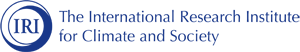 IRI
The International Research Institute
for Climate and Society